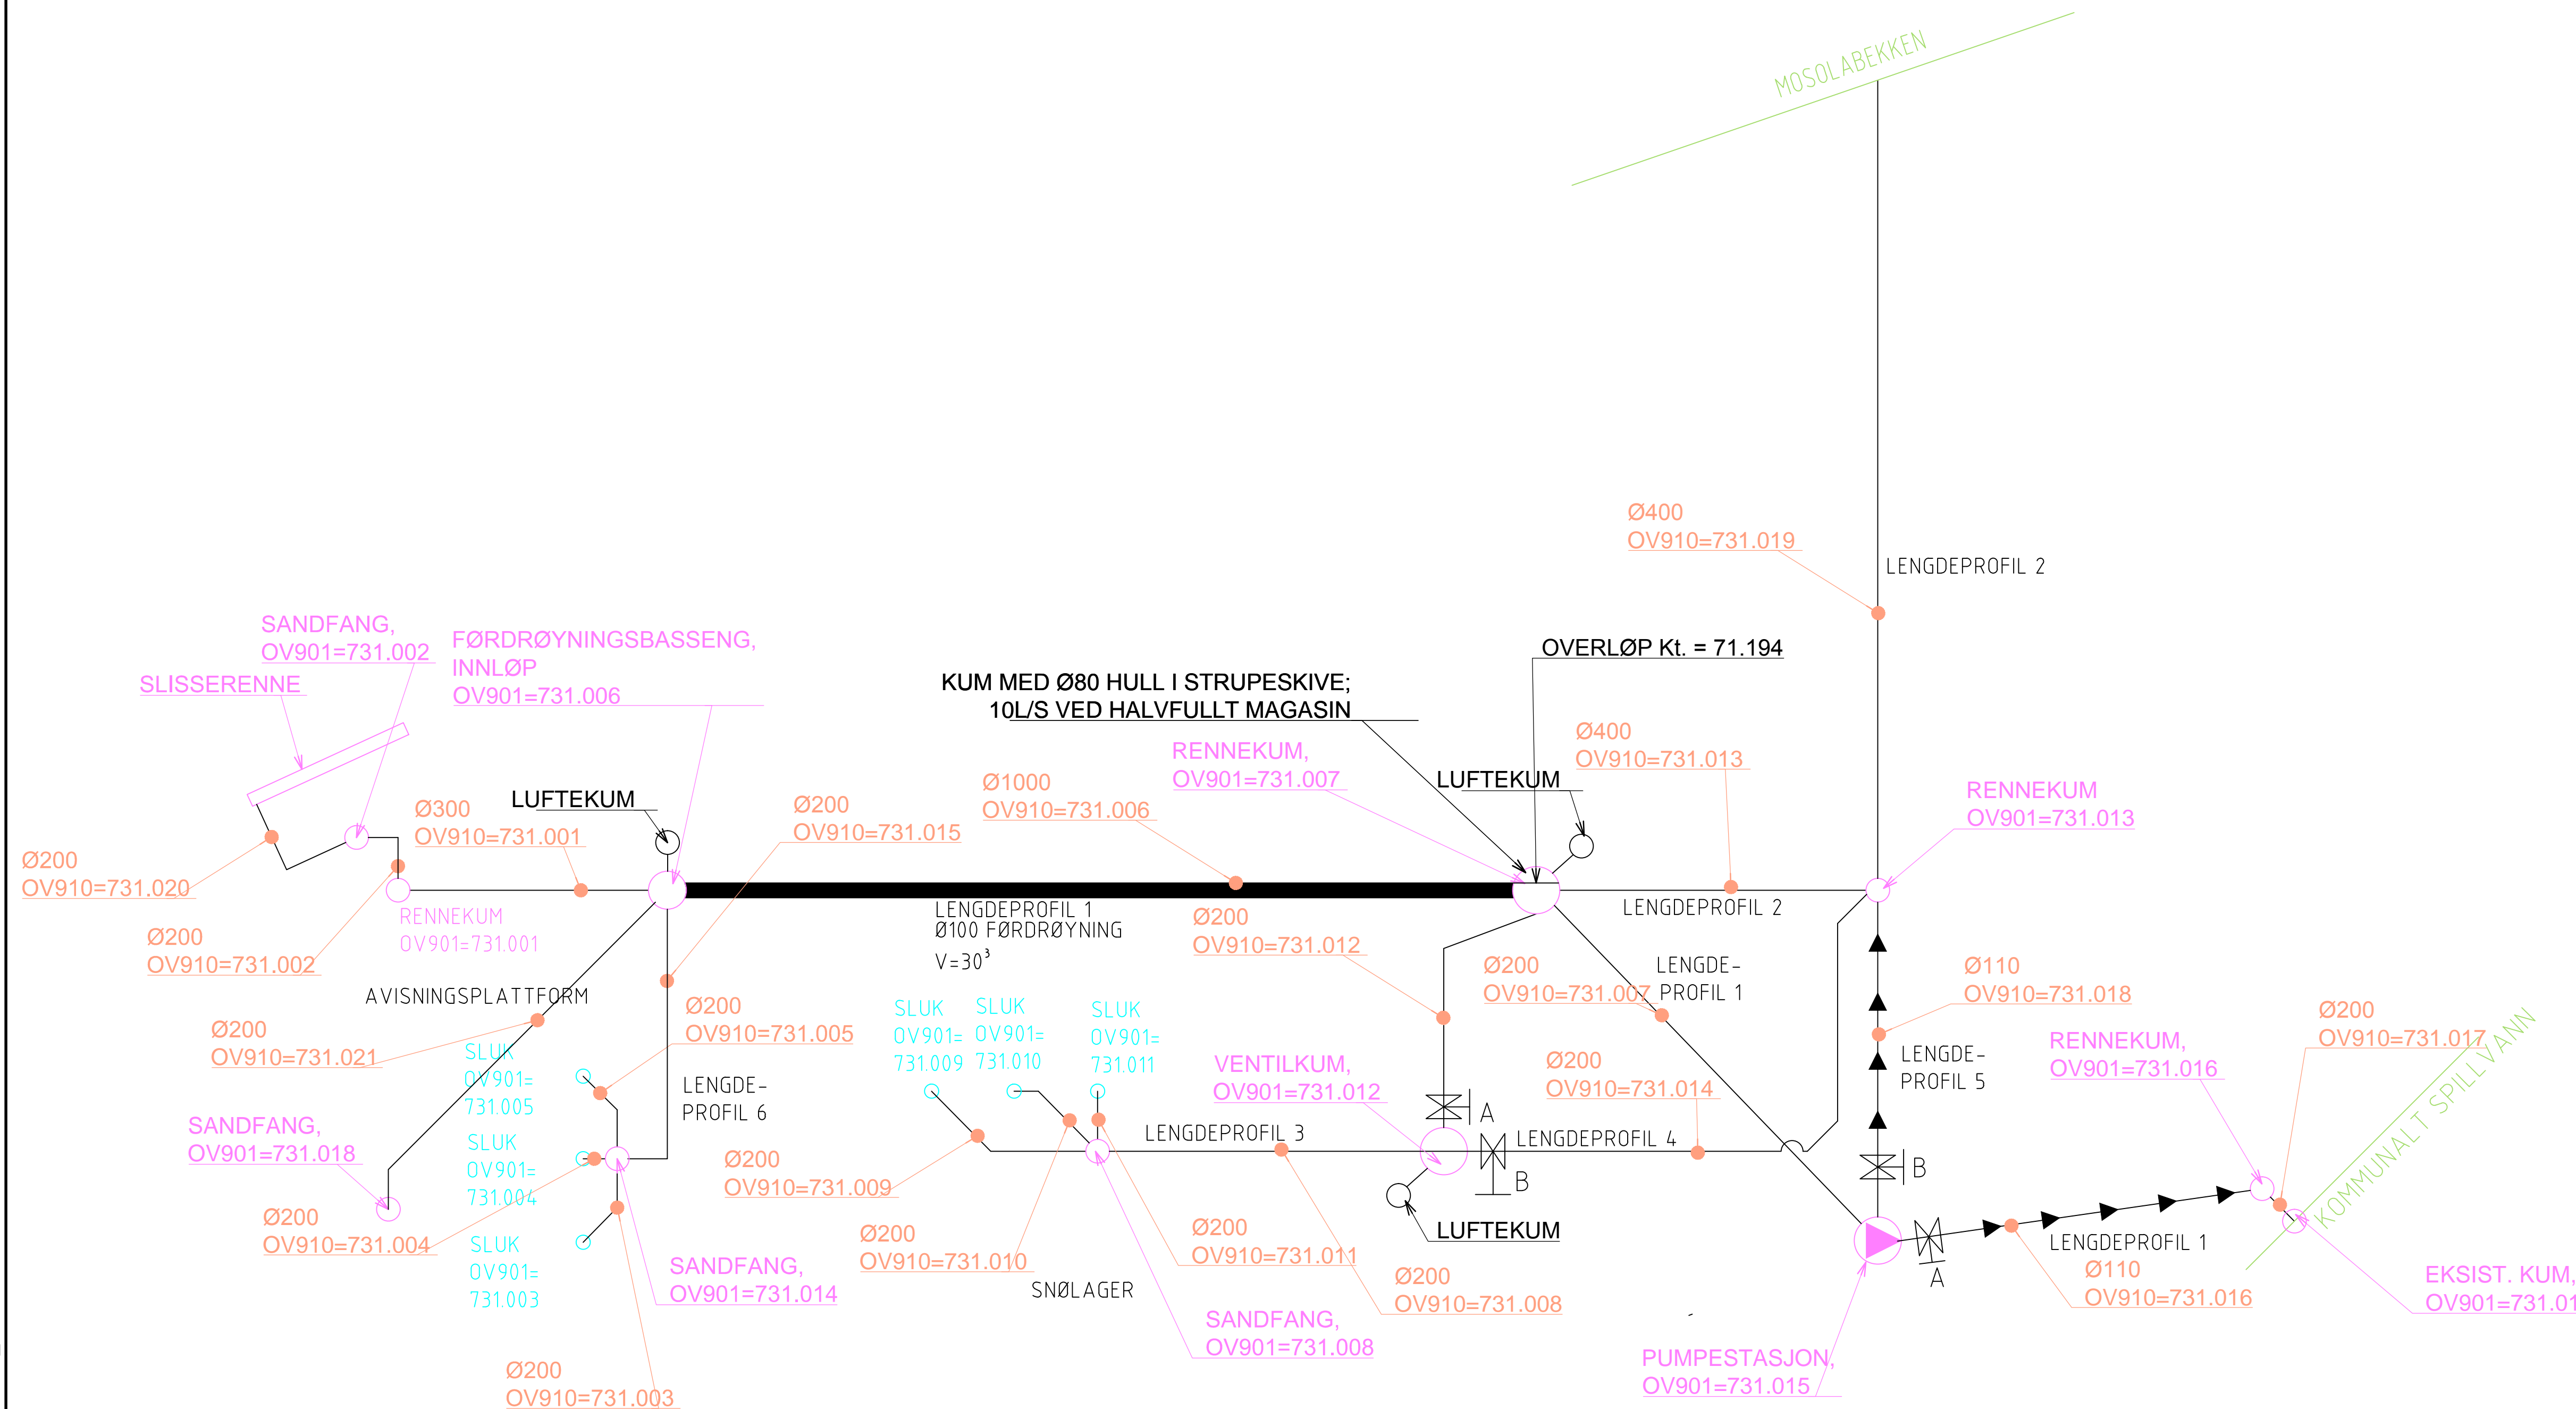 MOSOLABEKKEN
Ø400
OV910=731.019
LENGDEPROFIL 2
SANDFANG,
OV901=731.002
SLISSERENNE
FØRDRØYNINGSBASSENG,
INNLØP
OV901=731.006
OVERLØP Kt. = 71.194
KUM MED Ø80 HULL I STRUPESKIVE;
10L/S VED HALVFULLT MAGASIN
RENNEKUM,
OV901=731.007
LUFTEKUM
Ø400
OV910=731.013
RENNEKUM
OV901=731.013
Ø1000
OV910=731.006
LUFTEKUM
Ø300
OV910=731.001
Ø200
OV910=731.015
Ø200
OV910=731.020
RENNEKUM
OV901=731.001
Ø200
OV910=731.002
LENGDEPROFIL 1
Ø100 FØRDRØYNING
V=30³
Ø200
OV910=731.012
LENGDEPROFIL 2
LENGDE-
PROFIL 1
Ø200
OV910=731.007
Ø110
OV910=731.018
AVISNINGSPLATTFORM
Ø200
OV910=731.021
Ø200
OV910=731.005
SLUK
OV901=
731.009
SLUK
OV901=
731.010
SLUK
OV901=
731.011
SLUK
OV901=
731.005
LENGDE-
PROFIL 6
VENTILKUM,
OV901=731.012
A
Ø200
OV910=731.014
LENGDE-
PROFIL 5
RENNEKUM,
OV901=731.016
Ø200
OV910=731.017
KOMMUNALT SPILLVANN
SANDFANG,
OV901=731.018
SLUK
OV901=
731.004
LENGDEPROFIL 3
LENGDEPROFIL 4
B
B
Ø200
OV910=731.009
Ø200
OV910=731.004
SLUK
OV901=
731.003
Ø200
OV910=731.010
Ø200
OV910=731.011
LUFTEKUM
LENGDEPROFIL 1
A
SANDFANG,
OV901=731.014
SNØLAGER
Ø200
OV910=731.008
Ø110
OV910=731.016
EKSIST. KUM,
OV901=731.01
SANDFANG,
OV901=731.008
Ø200
OV910=731.003
PUMPESTASJON,
OV901=731.015